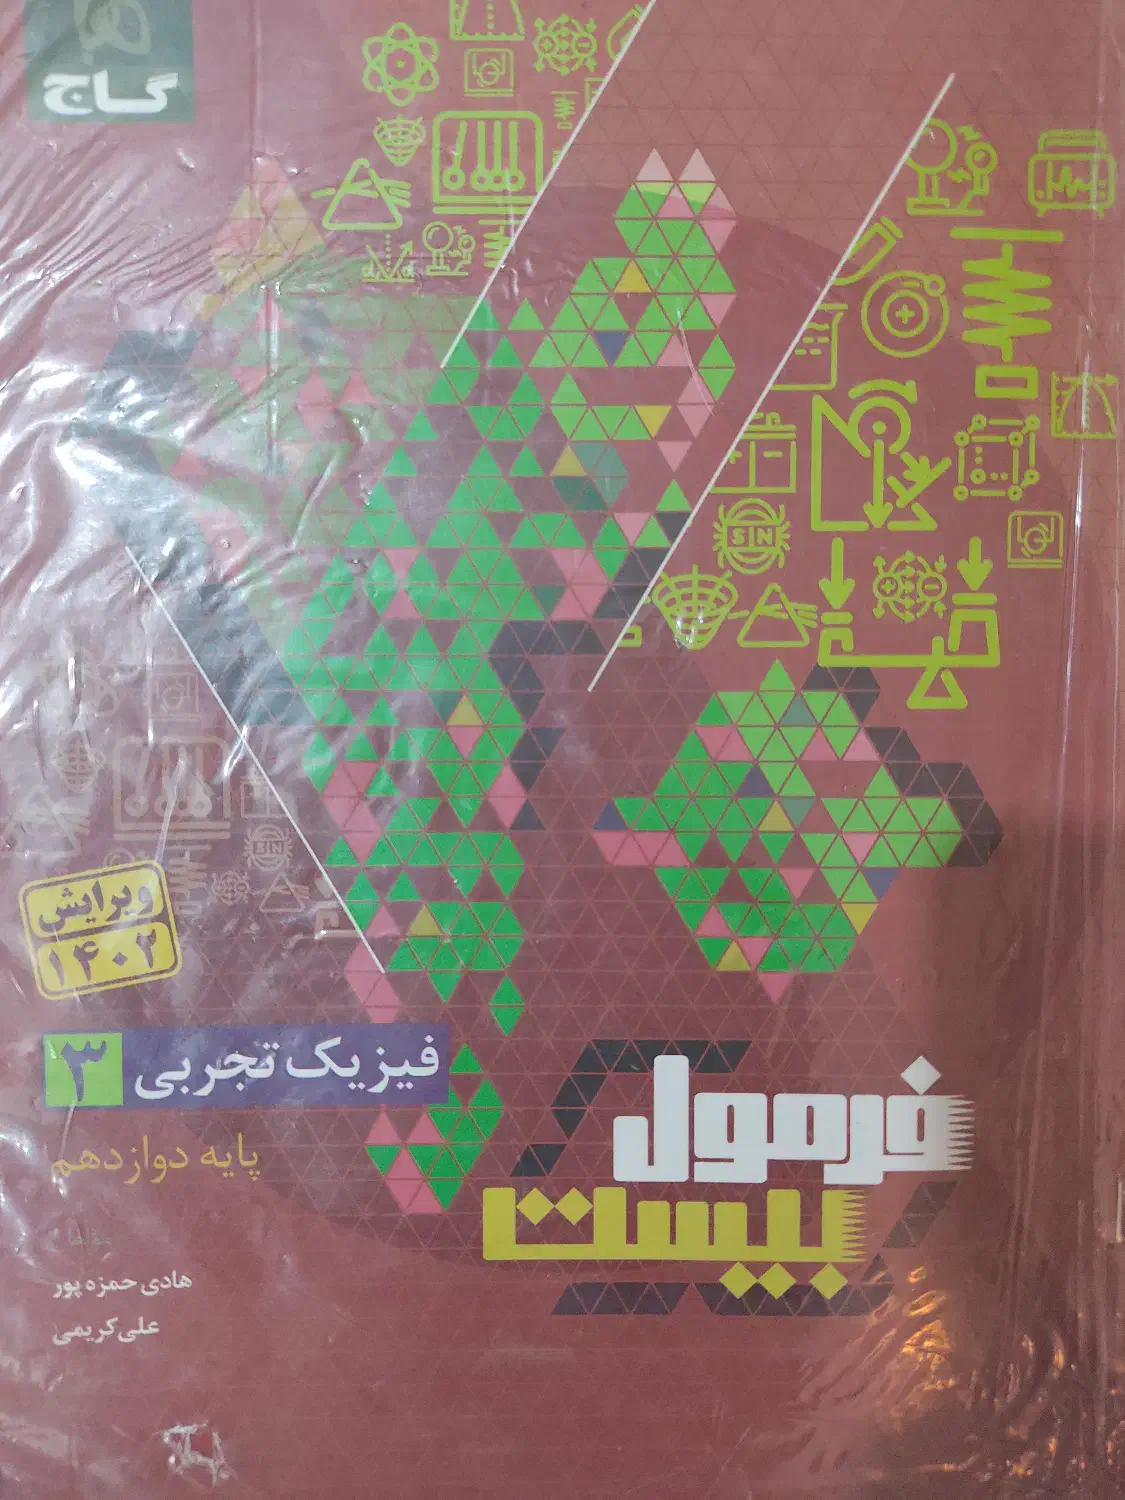 گاج
ویرایش
۱۴۰۲
فیزیک تجربی ۳
پایه دوازدهم
فرمول
بیست
هادی حمزه پور
علی کریمی